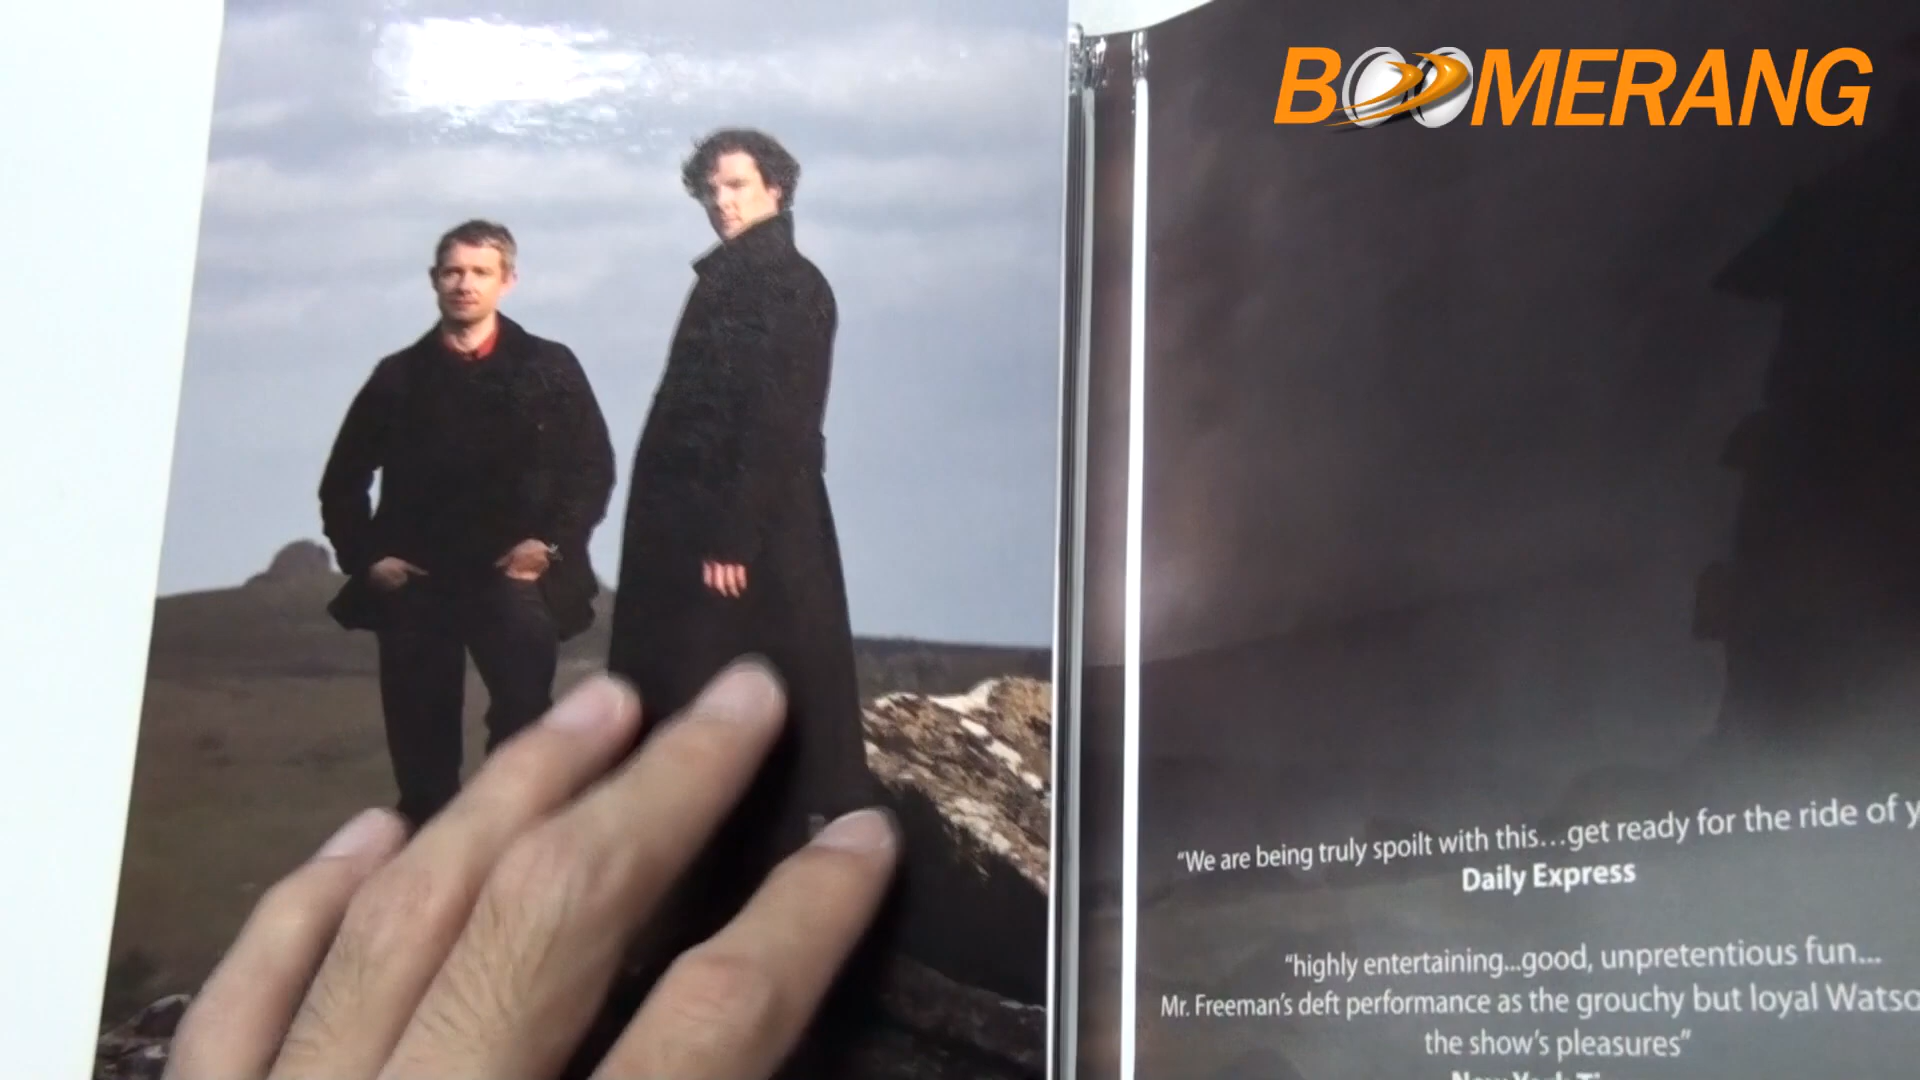 BOOMERANG
“We are being truly spoilt with this...get ready for the ride of
Daily Express
“highly entertaining...good, unpretentious fun...
Mr. Freeman’s deft performance as the grouchy but loyal
the show’s pleasures”